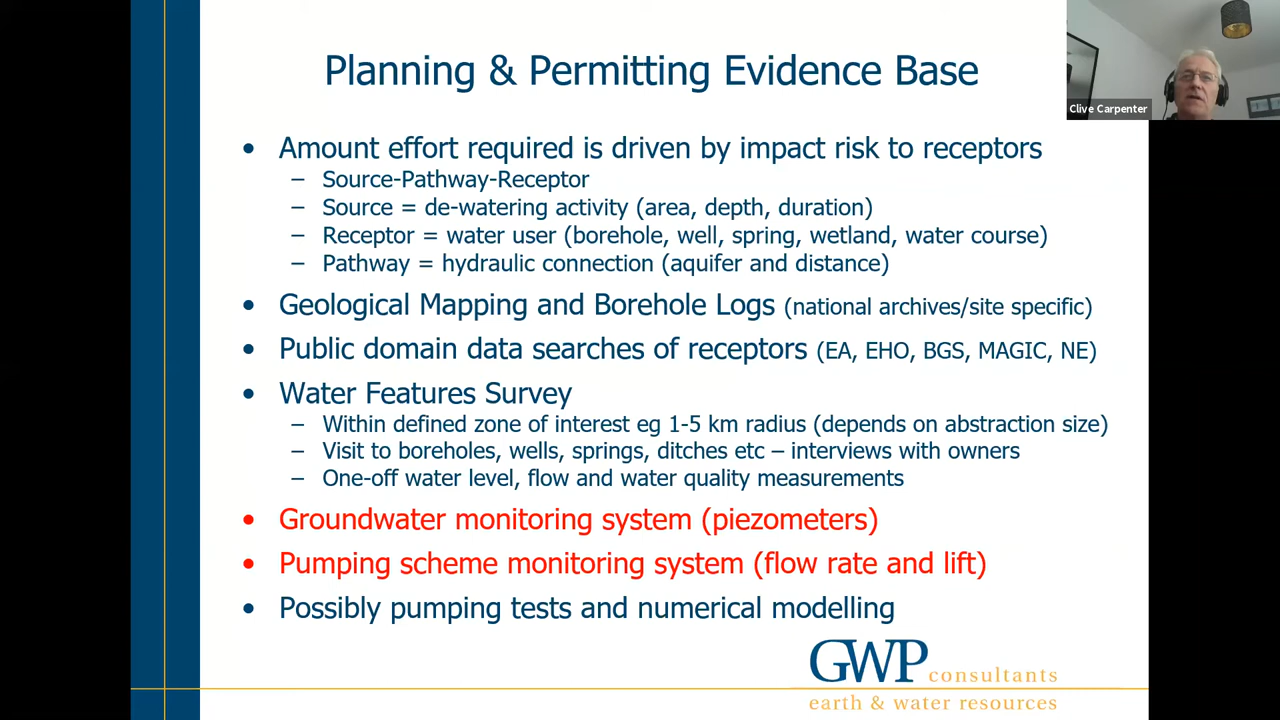 Planning & Permitting Evidence Base
Clive Carpenter
• Amount effort required is driven by impact risk to receptors
– Source-Pathway-Receptor
– Source = de-watering activity (area, depth, duration)
– Receptor = water user (borehole, well, spring, wetland, water course)
– Pathway = hydraulic connection (aquifer and distance)
• Geological Mapping and Borehole Logs (national archives/site specific)
• Public domain data searches of receptors (EA, EHO, BGS, MAGIC, NE)
• Water Features Survey
– Within defined zone of interest eg 1-5 km radius (depends on abstraction size)
– Visit to boreholes, wells, springs, ditches etc – interviews with owners
– One-off water level, flow and water quality measurements
• Groundwater monitoring system (piezometers)
• Pumping scheme monitoring system (flow rate and lift)
• Possibly pumping tests and numerical modelling
GWP consultants
earth & water resources